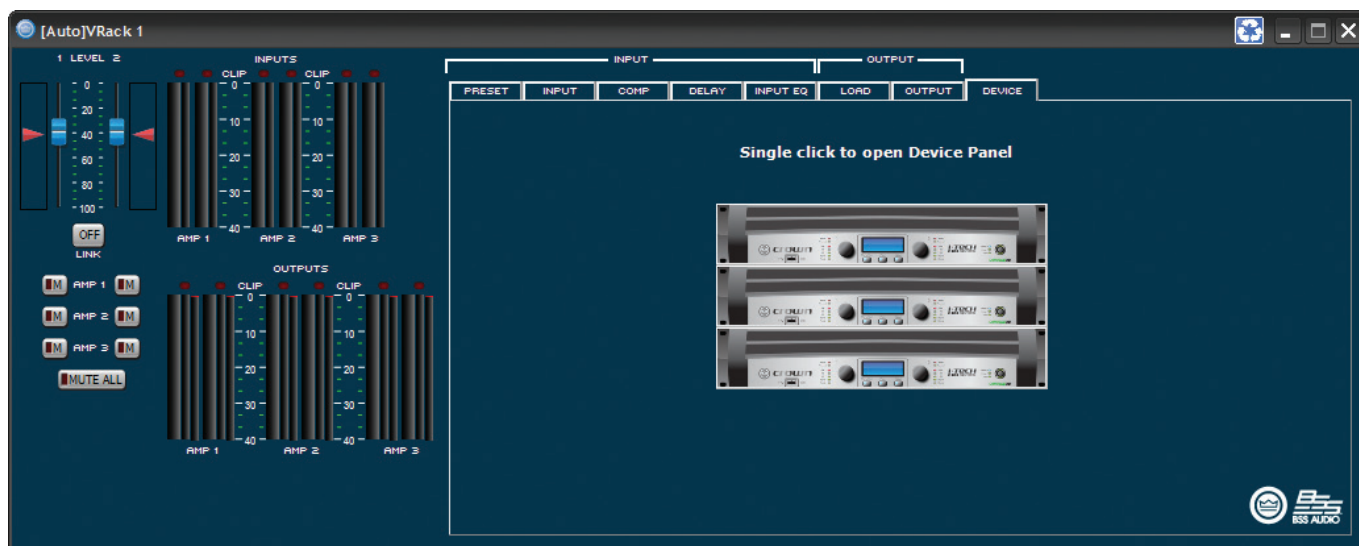 [Auto]VRack 1
1 LEVEL 2
0
20
40
60
80
100
OFF
LINK
M AMP 1 M
M AMP 2 M
M AMP 3 M
MUTE ALL
INPUTS
CLIP CLIP
0 0
10 10
20 20
30 30
40 40
AMP 1 AMP 2 AMP 3
OUTPUTS
CLIP CLIP
0 0
10 10
20 20
30 30
40 40
AMP 1 AMP 2 AMP 3
INPUT OUTPUT
PRESET INPUT COMP DELAY INPUT EQ LOAD OUTPUT DEVICE
Single click to open Device Panel
crown I-TECH
crown I-TECH
crown I-TECH
BSS
BSS AUDIO